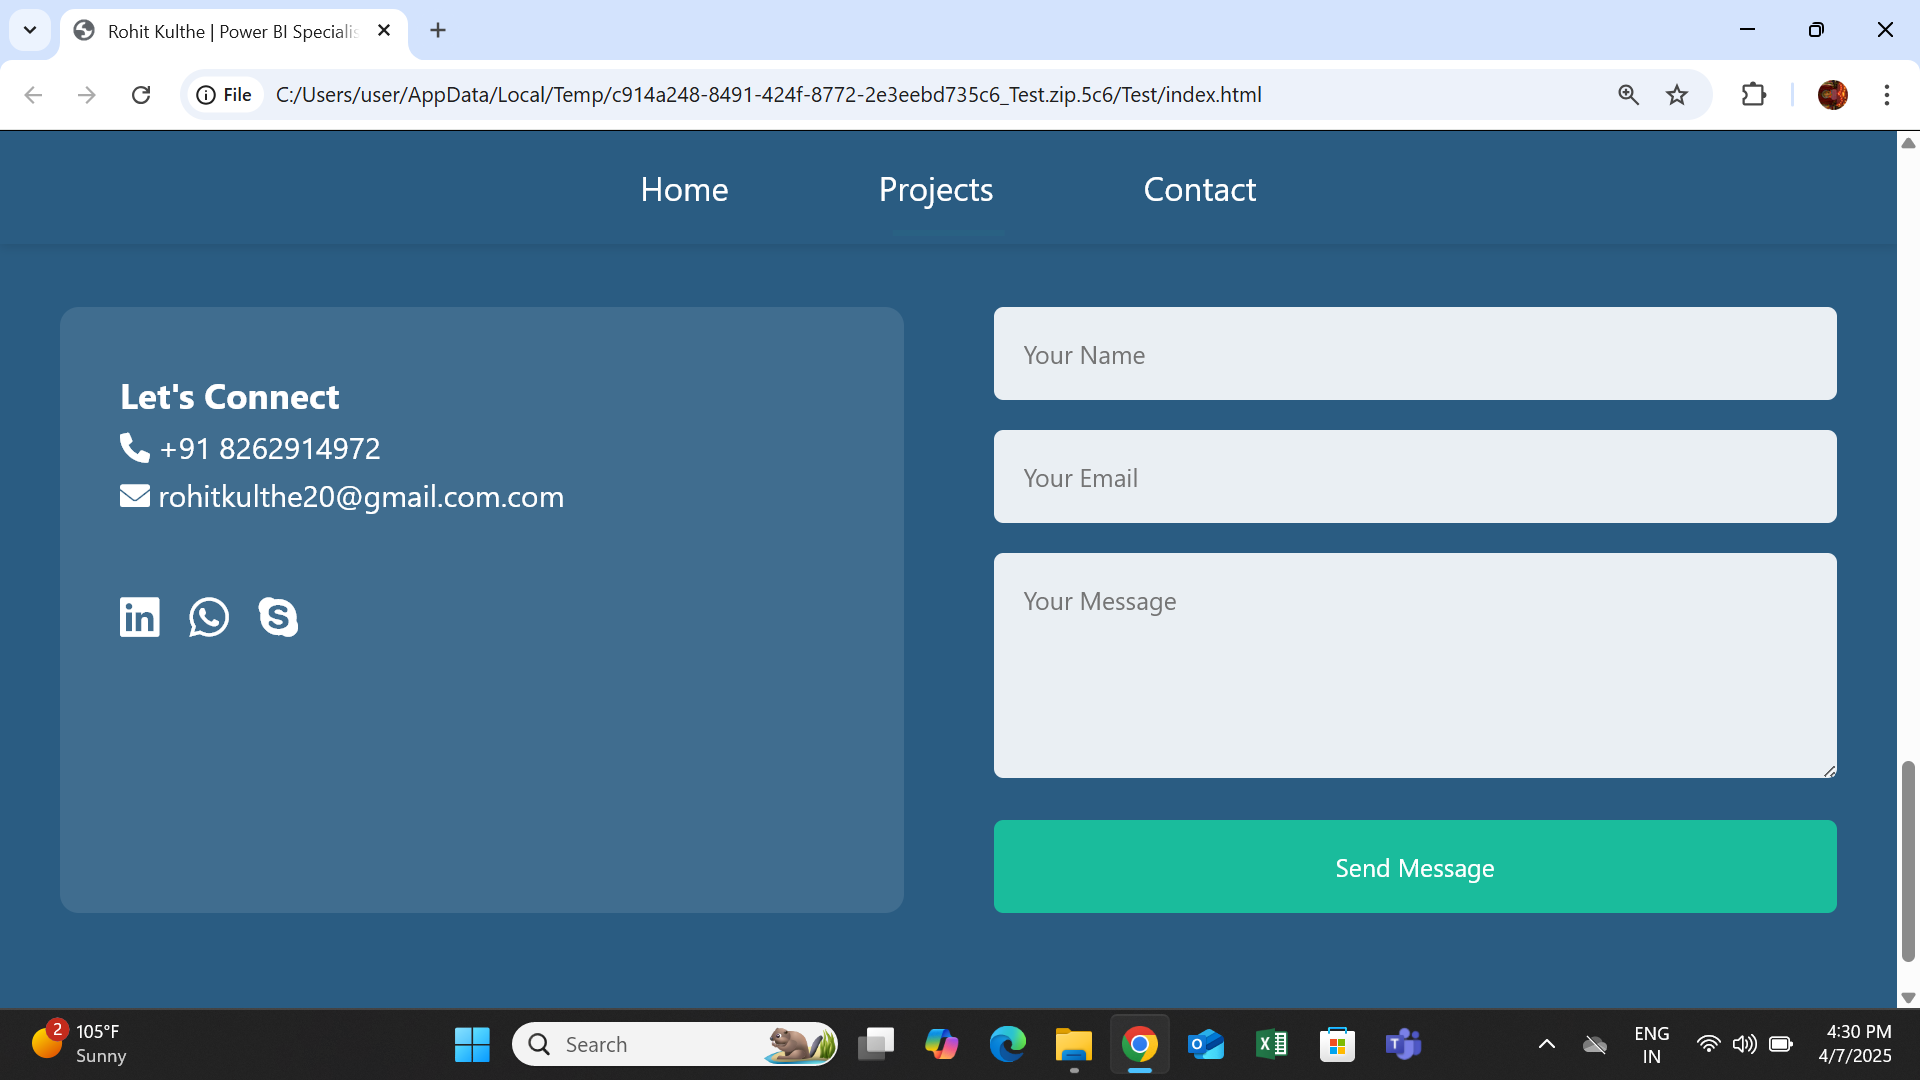 Rohit Kulthe | Power BI Specialis
File
C:/Users/user/AppData/Local/Temp/c914a248-8491-424f-8772-2e3eebd735c6_Test.zip.5c6/Test/index.html
Home Projects Contact
Let's Connect
+91 8262914972
rohitkulthe20@gmail.com.com
Your Name
Your Email
Your Message
Send Message
2
105°F
Sunny
Search
ENG
IN
4:30 PM
4/7/2025